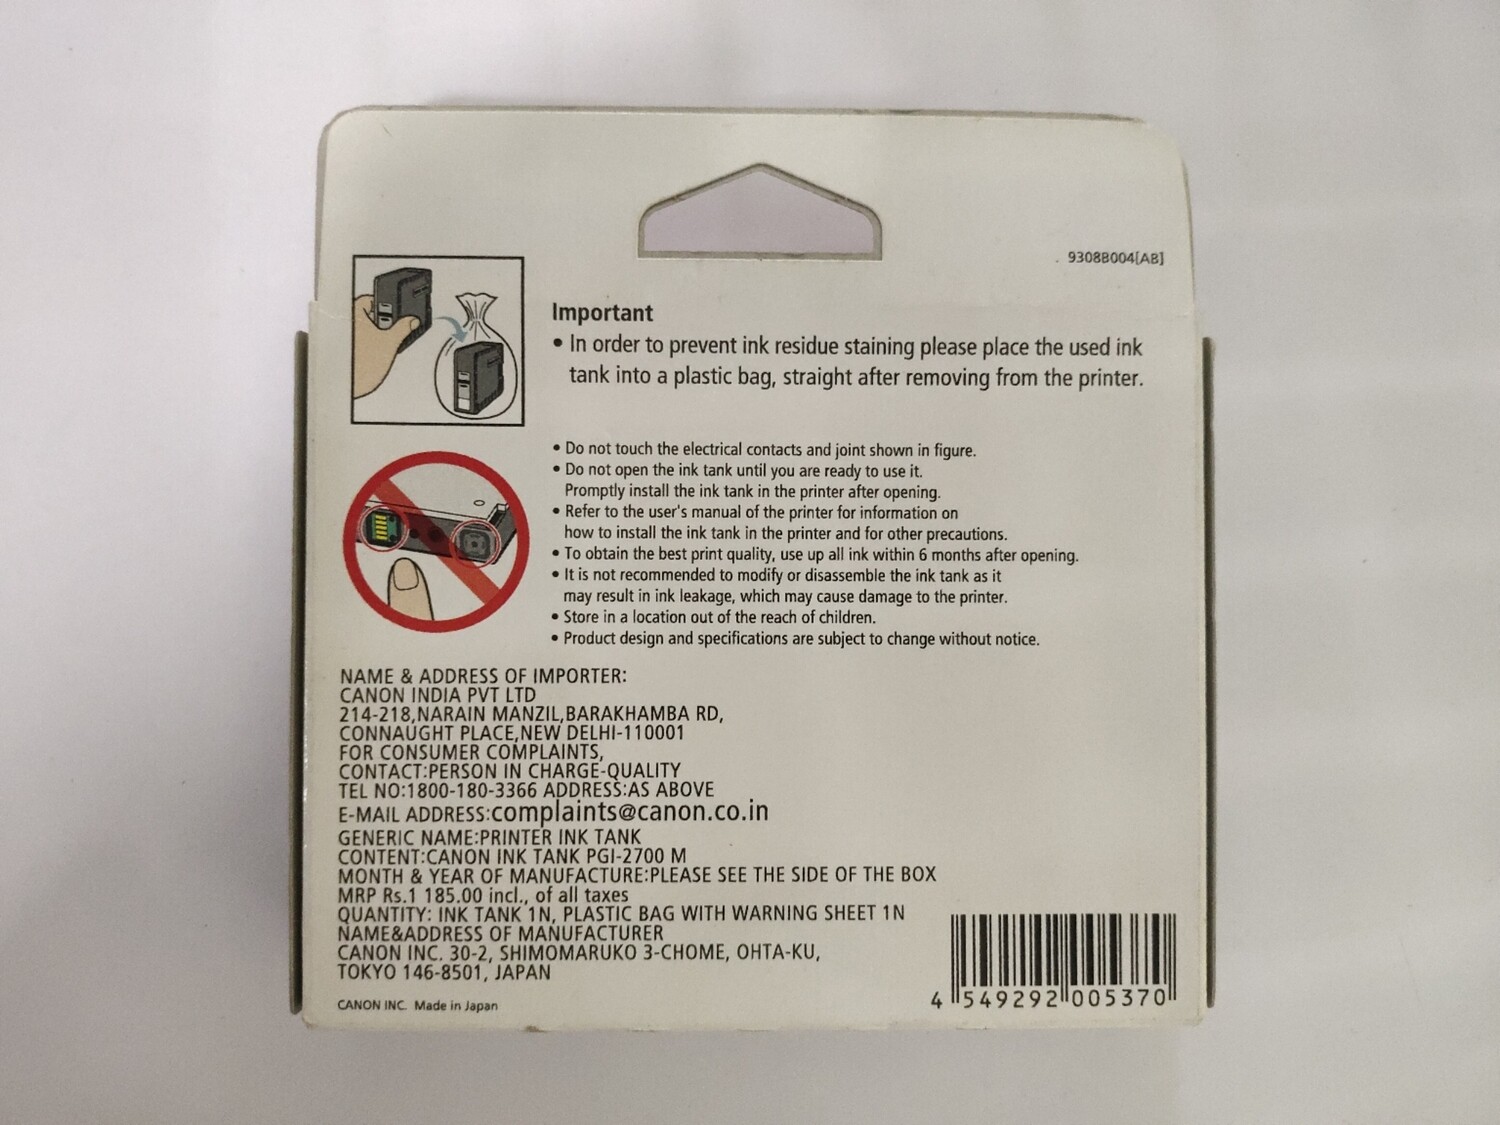 9308B004[AB]
Important
• In order to prevent ink residue staining please place the used ink
tank into a plastic bag, straight after removing from the printer.
• Do not touch the electrical contacts and joint shown in figure.
• Do not open the ink tank until you are ready to use it.
Promptly install the ink tank in the printer after opening.
• Refer to the user's manual of the printer for information on
how to install the ink tank in the printer and for other precautions.
• To obtain the best print quality, use up all ink within 6 months after opening.
• It is not recommended to modify or disassemble the ink tank as it
may result in ink leakage, which may cause damage to the printer.
• Store in a location out of the reach of children.
• Product design and specifications are subject to change without notice.
NAME & ADDRESS OF IMPORTER:
CANON INDIA PVT LTD
214-218,NARAIN MANZIL,BARAKHAMBA RD,
CONNAUGHT PLACE,NEW DELHI-110001
FOR CONSUMER COMPLAINTS,
CONTACT:PERSON IN CHARGE-QUALITY
TEL NO:1800-180-3366 ADDRESS:AS ABOVE
E-MAIL ADDRESS:complaints@canon.co.in
GENERIC NAME:PRINTER INK TANK
CONTENT:CANON INK TANK PGI-2700 M
MONTH & YEAR OF MANUFACTURE:PLEASE SEE THE SIDE OF THE BOX
MRP Rs.1 185.00 incl., of all taxes
QUANTITY: INK TANK 1N, PLASTIC BAG WITH WARNING SHEET 1N
NAME&ADDRESS OF MANUFACTURER
CANON INC. 30-2, SHIMOMARUKO 3-CHOME, OHTA-KU,
TOKYO 146-8501, JAPAN
CANON INC. Made in Japan
4 549292 005370